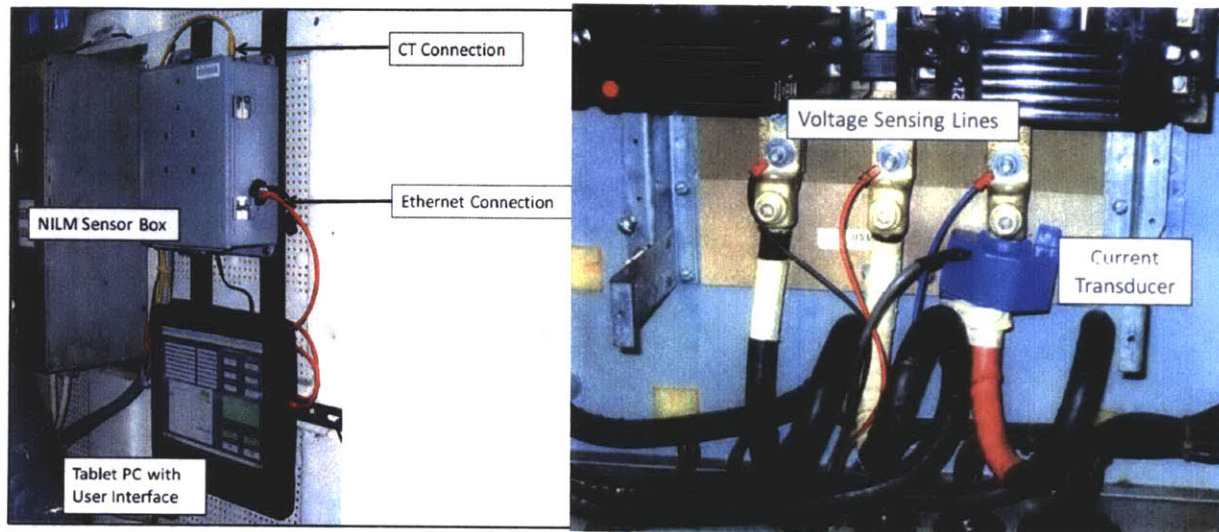 CT Connection
Ethernet Connection
NILM Sensor Box
Tablet PC with
User Interface
Voltage Sensing Lines
Current
Transducer